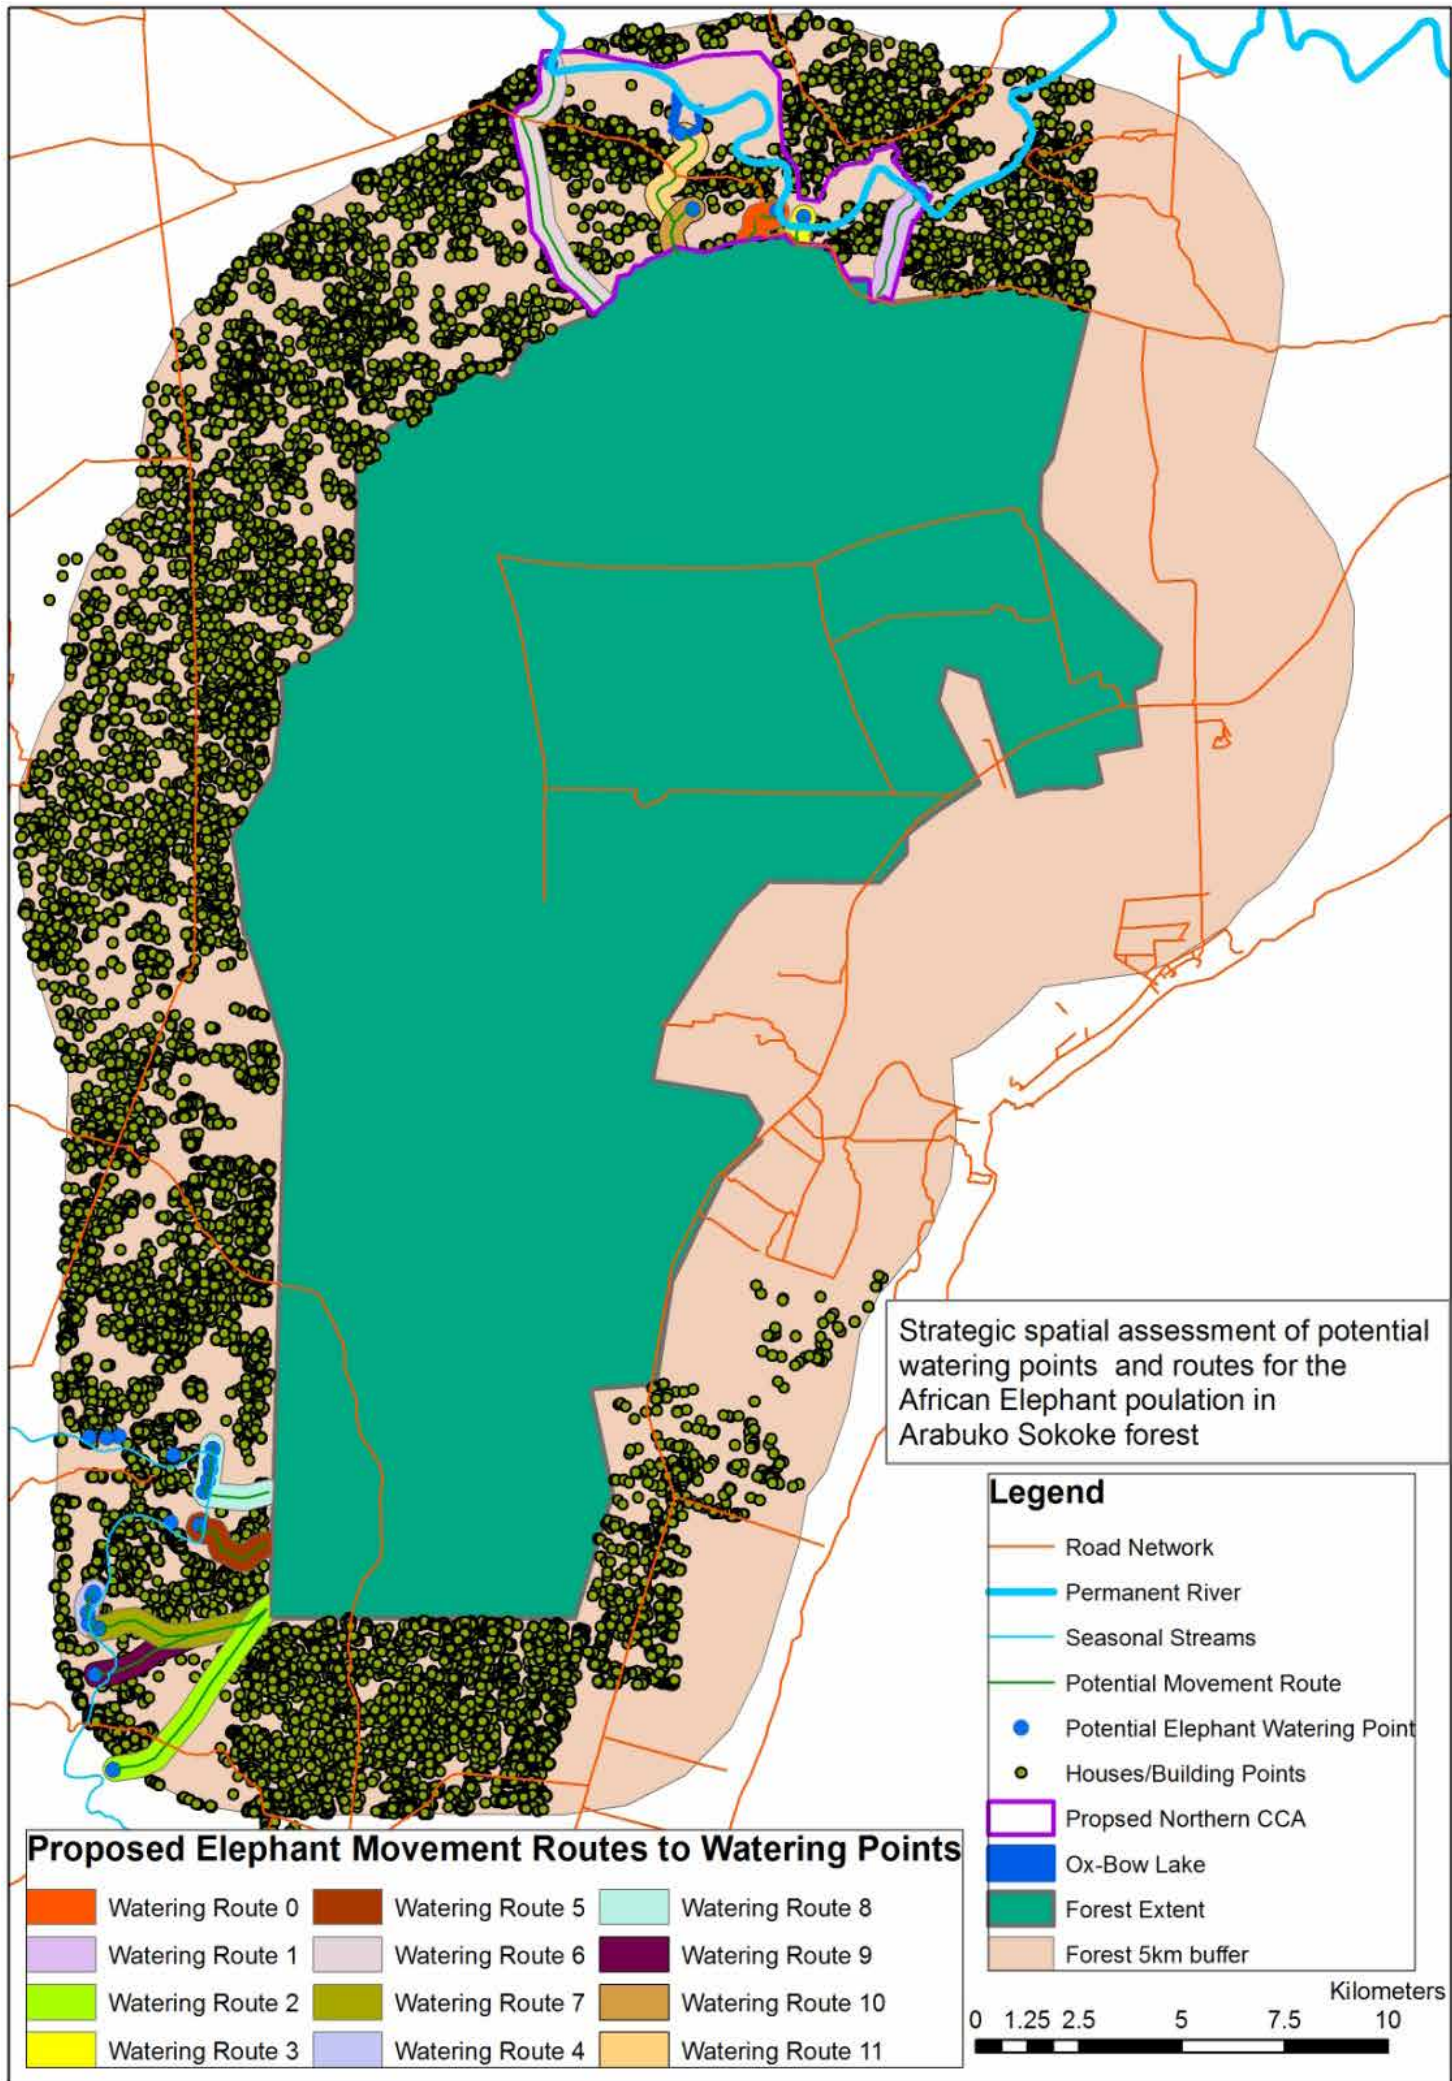 Strategic spatial assessment of potential
watering points and routes for the
African Elephant poulation in
Arabuko Sokoke forest
Legend
Road Network
Permanent River
Seasonal Streams
Potential Movement Route
Potential Elephant Watering Point
Houses/Building Points
Propsed Northern CCA
Ox-Bow Lake
Forest Extent
Forest 5km buffer
Proposed Elephant Movement Routes to Watering Points
Watering Route 0
Watering Route 1
Watering Route 2
Watering Route 3
Watering Route 5
Watering Route 6
Watering Route 7
Watering Route 4
Watering Route 8
Watering Route 9
Watering Route 10
Watering Route 11
Kilometers
0 1.25 2.5 5 7.5 10